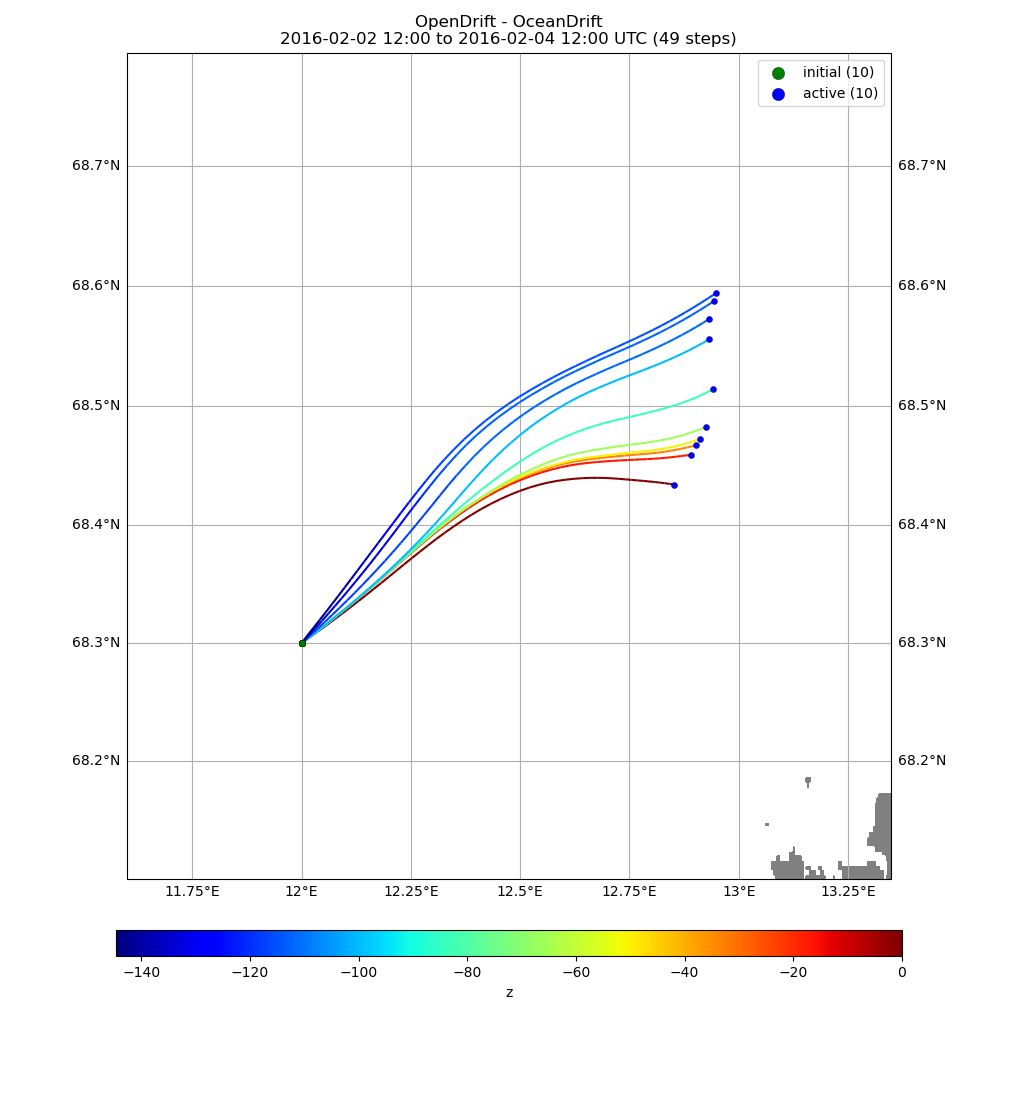 OpenDrift - OceanDrift
2016-02-02 12:00 to 2016-02-04 12:00 UTC (49 steps)
initial (10)
active (10)
68.7°N 68.7°N
68.6°N 68.6°N
68.5°N 68.5°N
68.4°N 68.4°N
68.3°N 68.3°N
68.2°N 68.2°N
11.75°E 12°E 12.25°E 12.5°E 12.75°E 13°E 13.25°E
−140 −120 −100 −80 −60 −40 −20 0
z